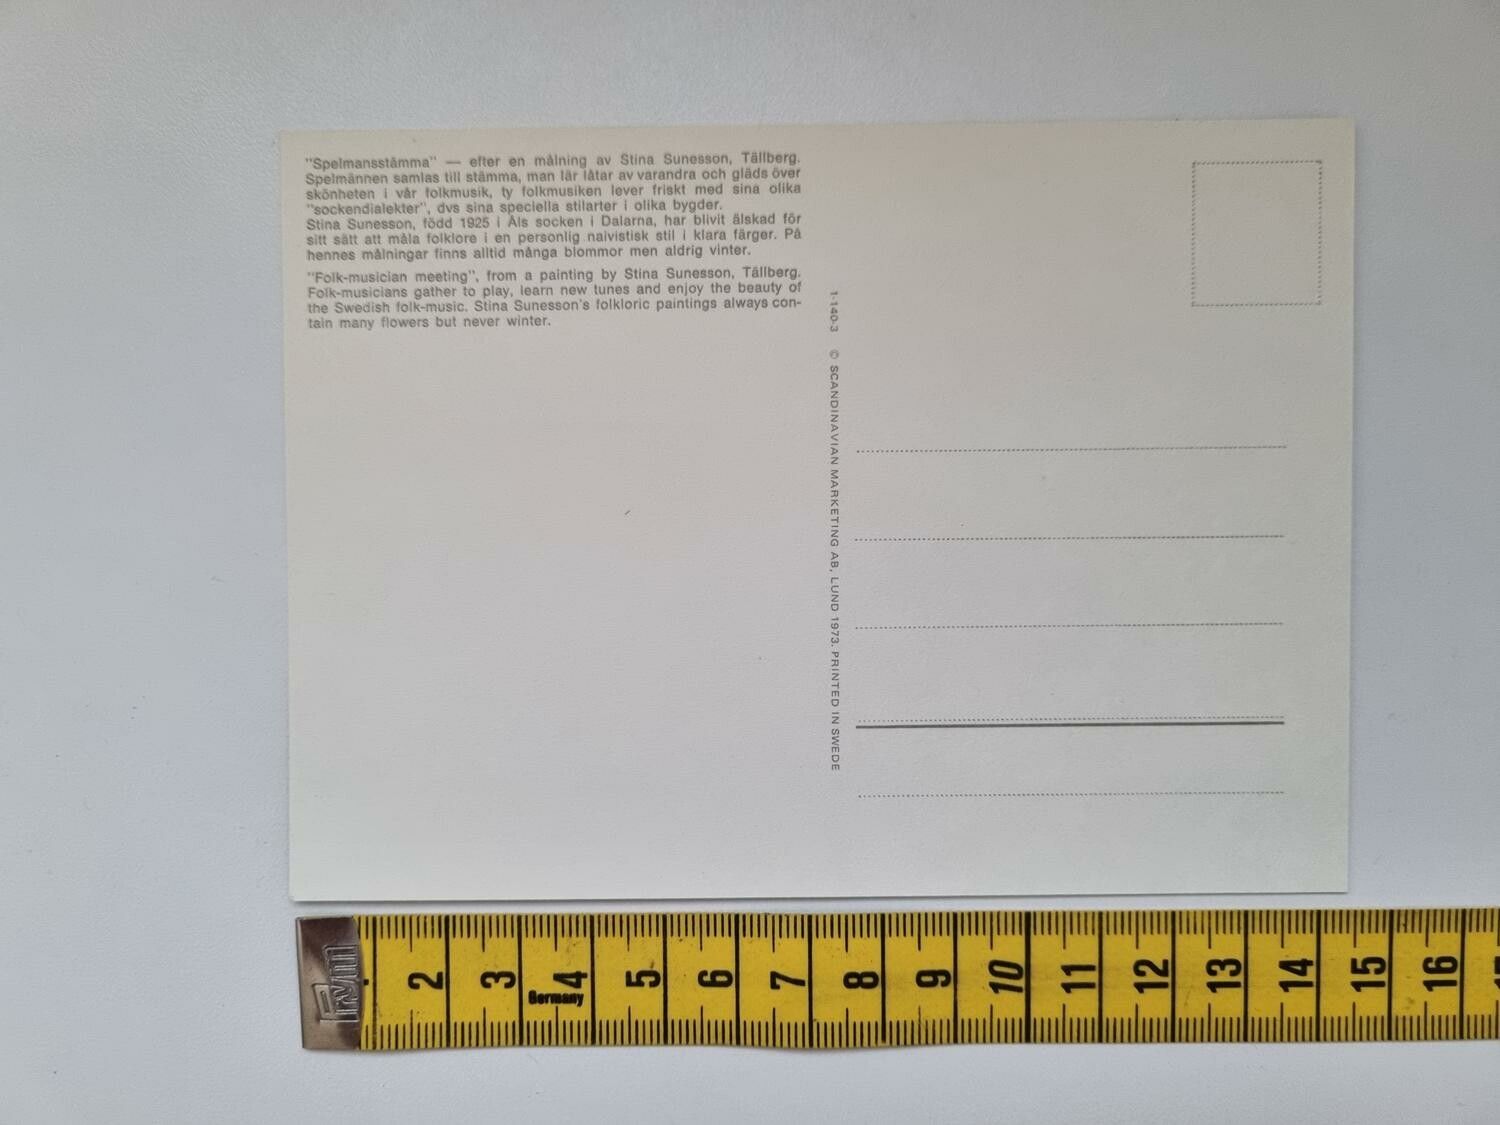 "Spelmansstämma" — efter en målning av Stina Sunesson, Tällberg.
Spelmännen samlas till stämma, man lär låtar av varandra och gläds över
skönheten i vår folkmusik, ty folkmusiken lever friskt med sina olika
"sockendialekter", dvs sina speciella stilarter i olika bygder.
Stina Sunesson, född 1925 i Åls socken i Dalarna, har blivit älskad för
sitt sätt att måla folklore i en personlig naivistisk stil i klara färger. På
hennes målningar finns alltid många blommor men aldrig vinter.
"Folk-musician meeting", from a painting by Stina Sunesson, Tällberg.
Folk-musicians gather to play, learn new tunes and enjoy the beauty of
the Swedish folk-music. Stina Sunesson's folkloric paintings always con-
tain many flowers but never winter.
1-140-3 © SCANDINAVIAN MARKETING AB, LUND 1973. PRINTED IN SWEDE
Prym 2 3 4 5 6 7 8 9 10 11 12 13 14 15 16
Germany